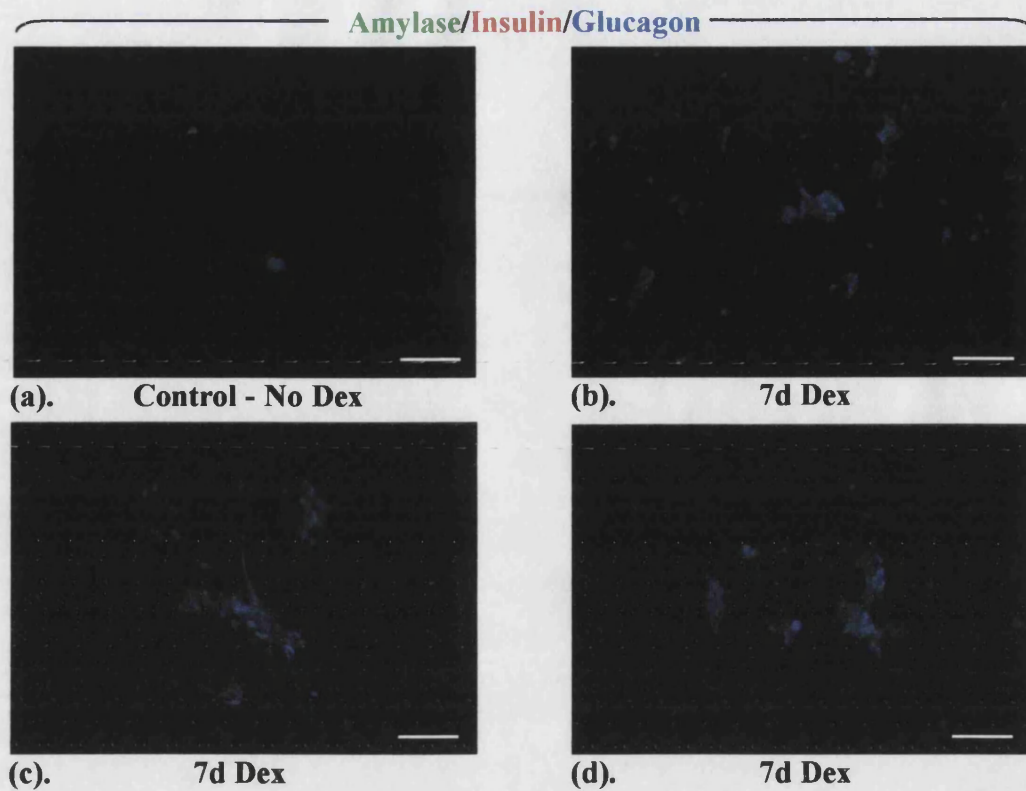 Amylase/Insulin/Glucagon
(a). Control - No Dex
(b). 7d Dex
(c). 7d Dex
(d). 7d Dex